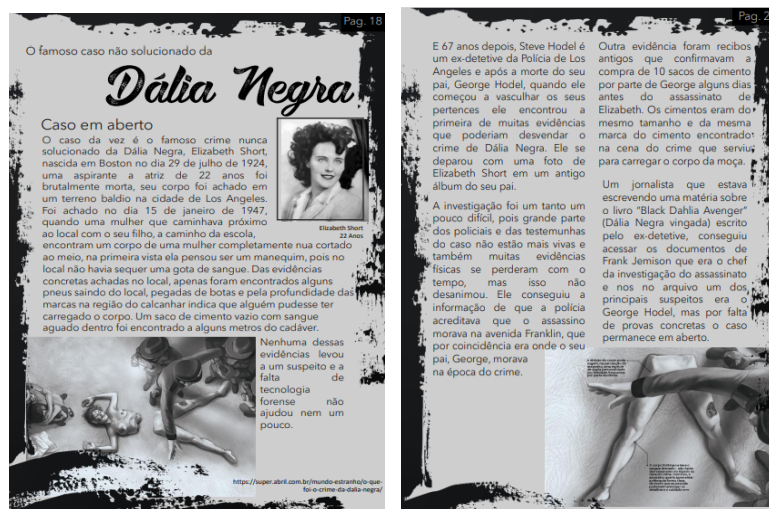 Pag. 18
O famoso caso não solucionado da
Dália Negra
Caso em aberto
O caso da vez é o famoso crime nunca
solucionado da Dália Negra, Elizabeth Short,
nascida em Boston no dia 29 de julho de 1924,
uma aspirante a atriz de 22 anos foi
brutalmente morta, seu corpo foi achado em
um terreno baldio na cidade de Los Angeles.
Foi achado no dia 15 de janeiro de 1947,
quando uma mulher que caminhava próximo
ao local com o seu filho, a caminho da escola,
encontram um corpo de uma mulher completamente nua cortado
ao meio, na primeira vista ela pensou ser um manequim, pois no
local não havia sequer uma gota de sangue. Das evidências
concretas achadas no local, apenas foram encontrados alguns
pneus saindo do local, pegadas de botas e pela profundidade das
marcas na região do calcanhar indica que alguém pudesse ter
carregado o corpo. Um saco de cimento vazio com sangue
aguado dentro foi encontrado a alguns metros do cadáver.
Elizabeth Short
22 Anos
Nenhuma dessas
evidências levou
a um suspeito e a
falta de
tecnologia
forense não
ajudou nem um
pouco.
https://super.abril.com.br/mundo-estranho/o-que-
foi-o-crime-da-dalia-negra/
Pag. 2
E 67 anos depois, Steve Hodel é
um ex-detetive da Polícia de Los
Angeles e após a morte do seu
pai, George Hodel, quando ele
começou a vasculhar os seus
pertences ele encontrou a
primeira de muitas evidências
que poderiam desvendar o
crime de Dália Negra. Ele se
deparou com uma foto de
Elizabeth Short em um antigo
álbum do seu pai.
A investigação foi um tanto um
pouco difícil, pois grande parte
dos policiais e das testemunhas
do caso não estão mais vivas e
também muitas evidências
físicas se perderam com o
tempo, mas isso não
desanimou. Ele conseguiu a
informação de que a polícia
acreditava que o assassino
morava na avenida Franklin, que
por coincidência era onde o seu
pai, George, morava
na época do crime.
Outra evidência foram recibos
antigos que confirmavam a
compra de 10 sacos de cimento
por parte de George alguns dias
antes do assassinato de
Elizabeth. Os cimentos eram do
mesmo tamanho e da mesma
marca do cimento encontrado
na cena do crime que serviu
para carregar o corpo da moça.
Um jornalista que estava
escrevendo uma matéria sobre
o livro "Black Dahlia Avenger"
(Dália Negra vingada) escrito
pelo ex-detetive, conseguiu
acessar os documentos de
Frank Jemison que era o chef
da investigação do assassinato
e nos no arquivo um dos
principais suspeitos era o
George Hodel, mas por falta
de provas concretas o caso
permanece em aberto.